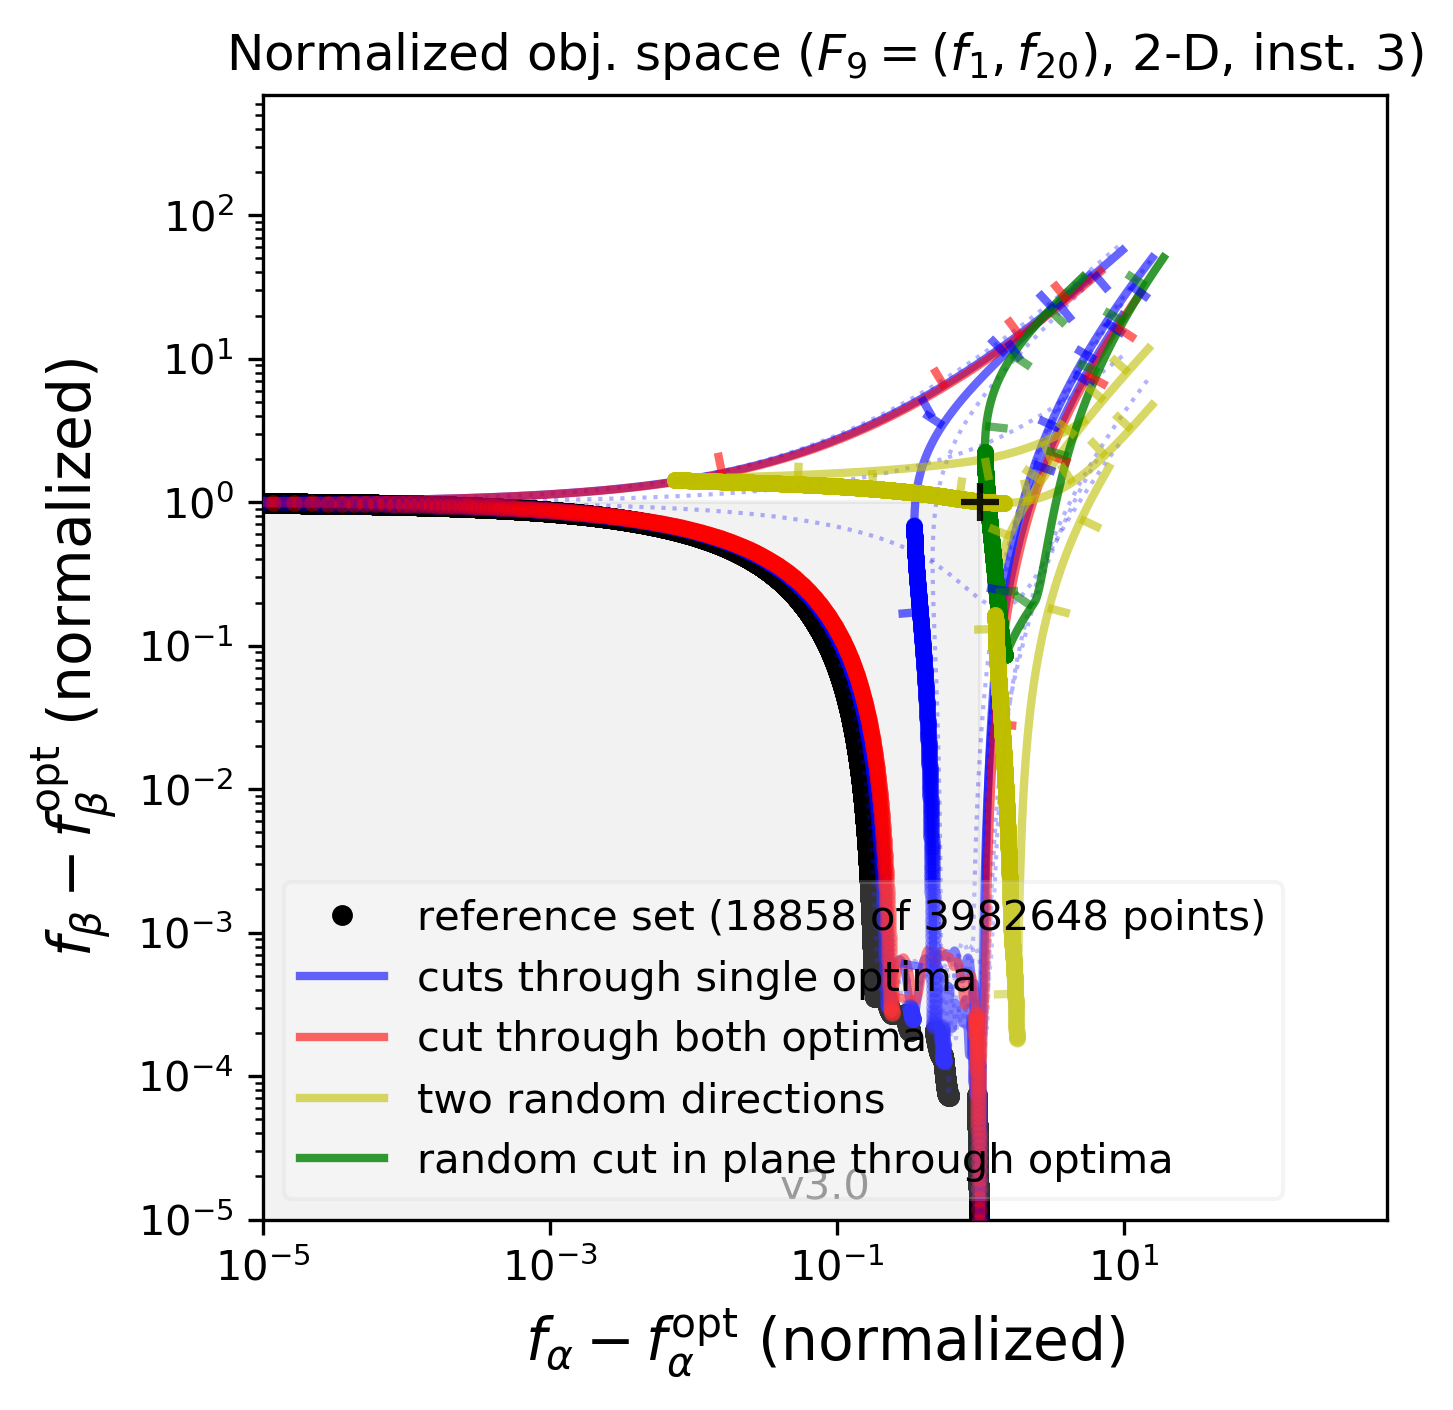 Normalized obj. space (F₉ = (f₁, f₂₀), 2-D, inst. 3)
f_β − f_β^opt (normalized)
10²
10¹
10⁰
10⁻¹
10⁻²
10⁻³
10⁻⁴
10⁻⁵
reference set (18858 of 3982648 points)
cuts through single optima
cut through both optima
two random directions
random cut in plane through optima
v3.0
10⁻⁵ 10⁻³ 10⁻¹ 10¹
f_α − f_α^opt (normalized)